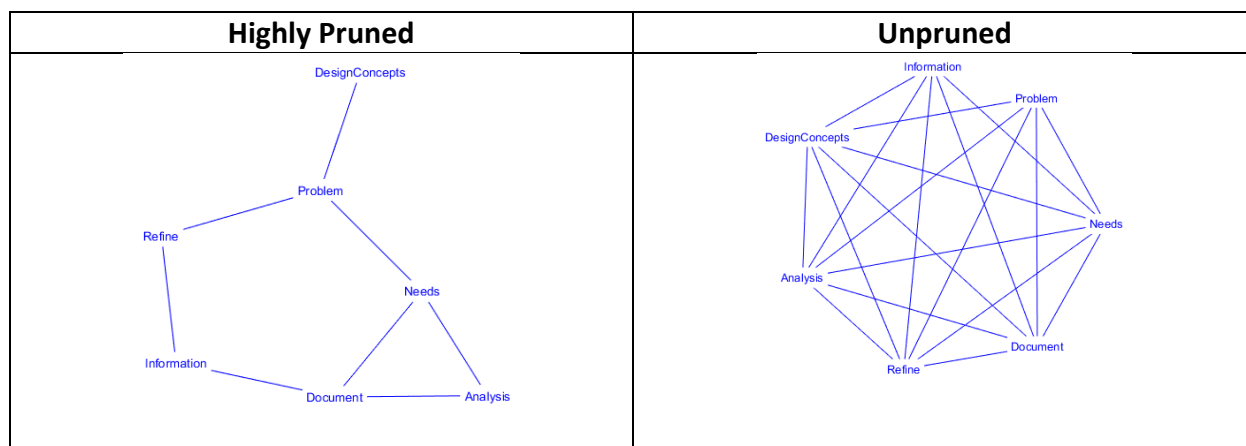 Highly Pruned
Unpruned
DesignConcepts
Problem
Refine
Needs
Information
Document
Analysis
Information
Problem
DesignConcepts
Needs
Analysis
Document
Refine